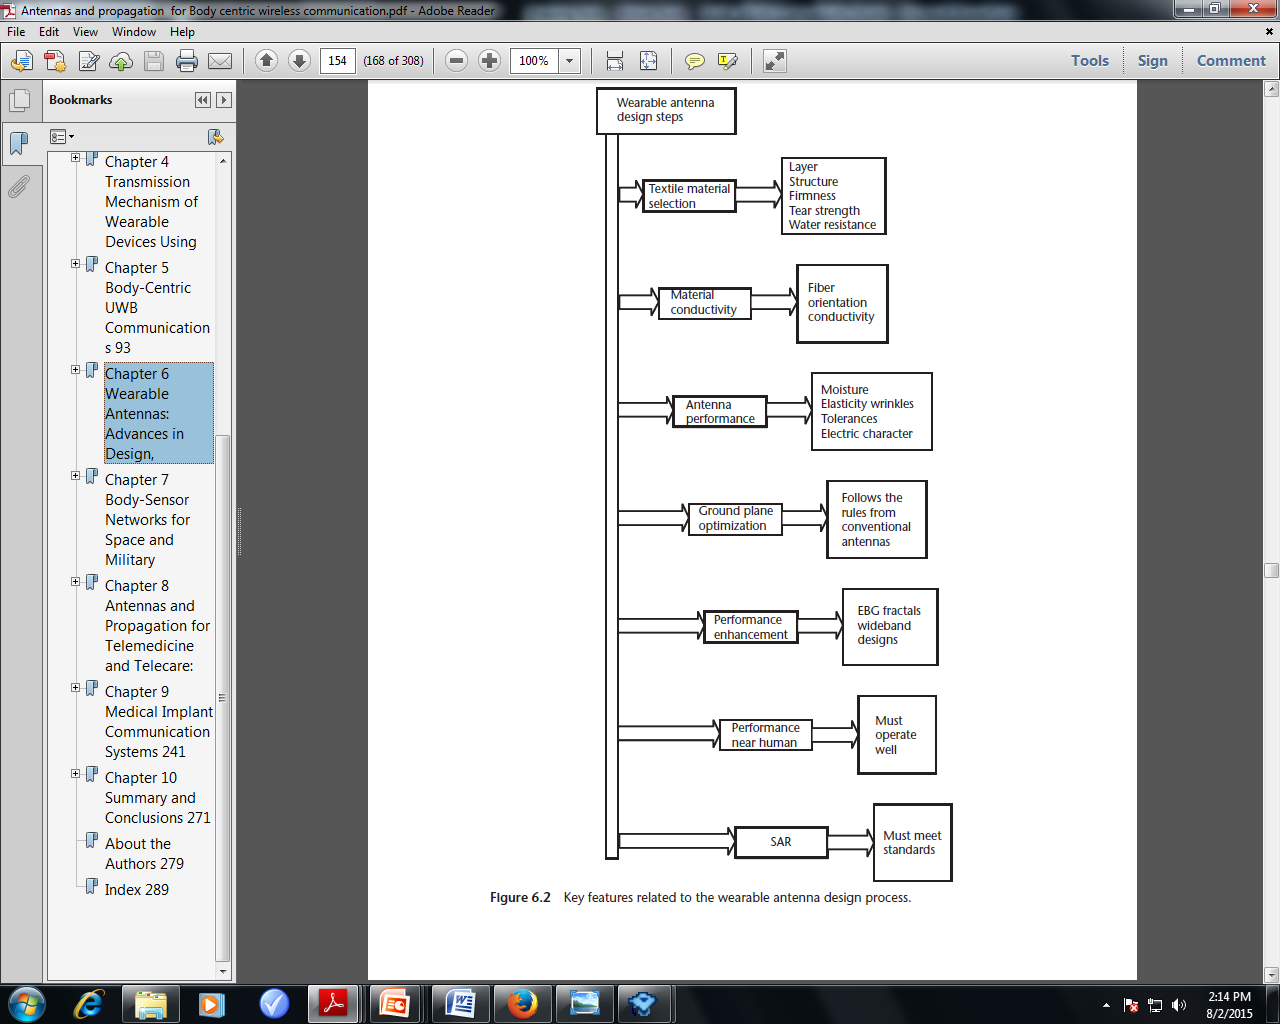 Antennas and propagation  for Body centric wireless communication.pdf - Adobe Reader
File Edit View Window Help
154 (168 of 308) 100% Tools Sign Comment
Bookmarks
Chapter 4
Transmission
Mechanism of
Wearable
Devices Using
Chapter 5
Body-Centric
UWB
Communication
s 93
Chapter 6
Wearable
Antennas:
Advances in
Design,
Chapter 7
Body-Sensor
Networks for
Space and
Military
Chapter 8
Antennas and
Propagation for
Telemedicine
and Telecare:
Chapter 9
Medical Implant
Communication
Systems 241
Chapter 10
Summary and
Conclusions 271
About the
Authors 279
Index 289
Wearable antenna
design steps
Textile material
selection
Layer
Structure
Firmness
Tear strength
Water resistance
Material
conductivity
Fiber
orientation
conductivity
Antenna
performance
Moisture
Elasticity wrinkles
Tolerances
Electric character
Ground plane
optimization
Follows the
rules from
conventional
antennas
Performance
enhancement
EBG fractals
wideband
designs
Performance
near human
Must
operate
well
SAR
Must meet
standards
Figure 6.2 Key features related to the wearable antenna design process.
2:14 PM
8/2/2015